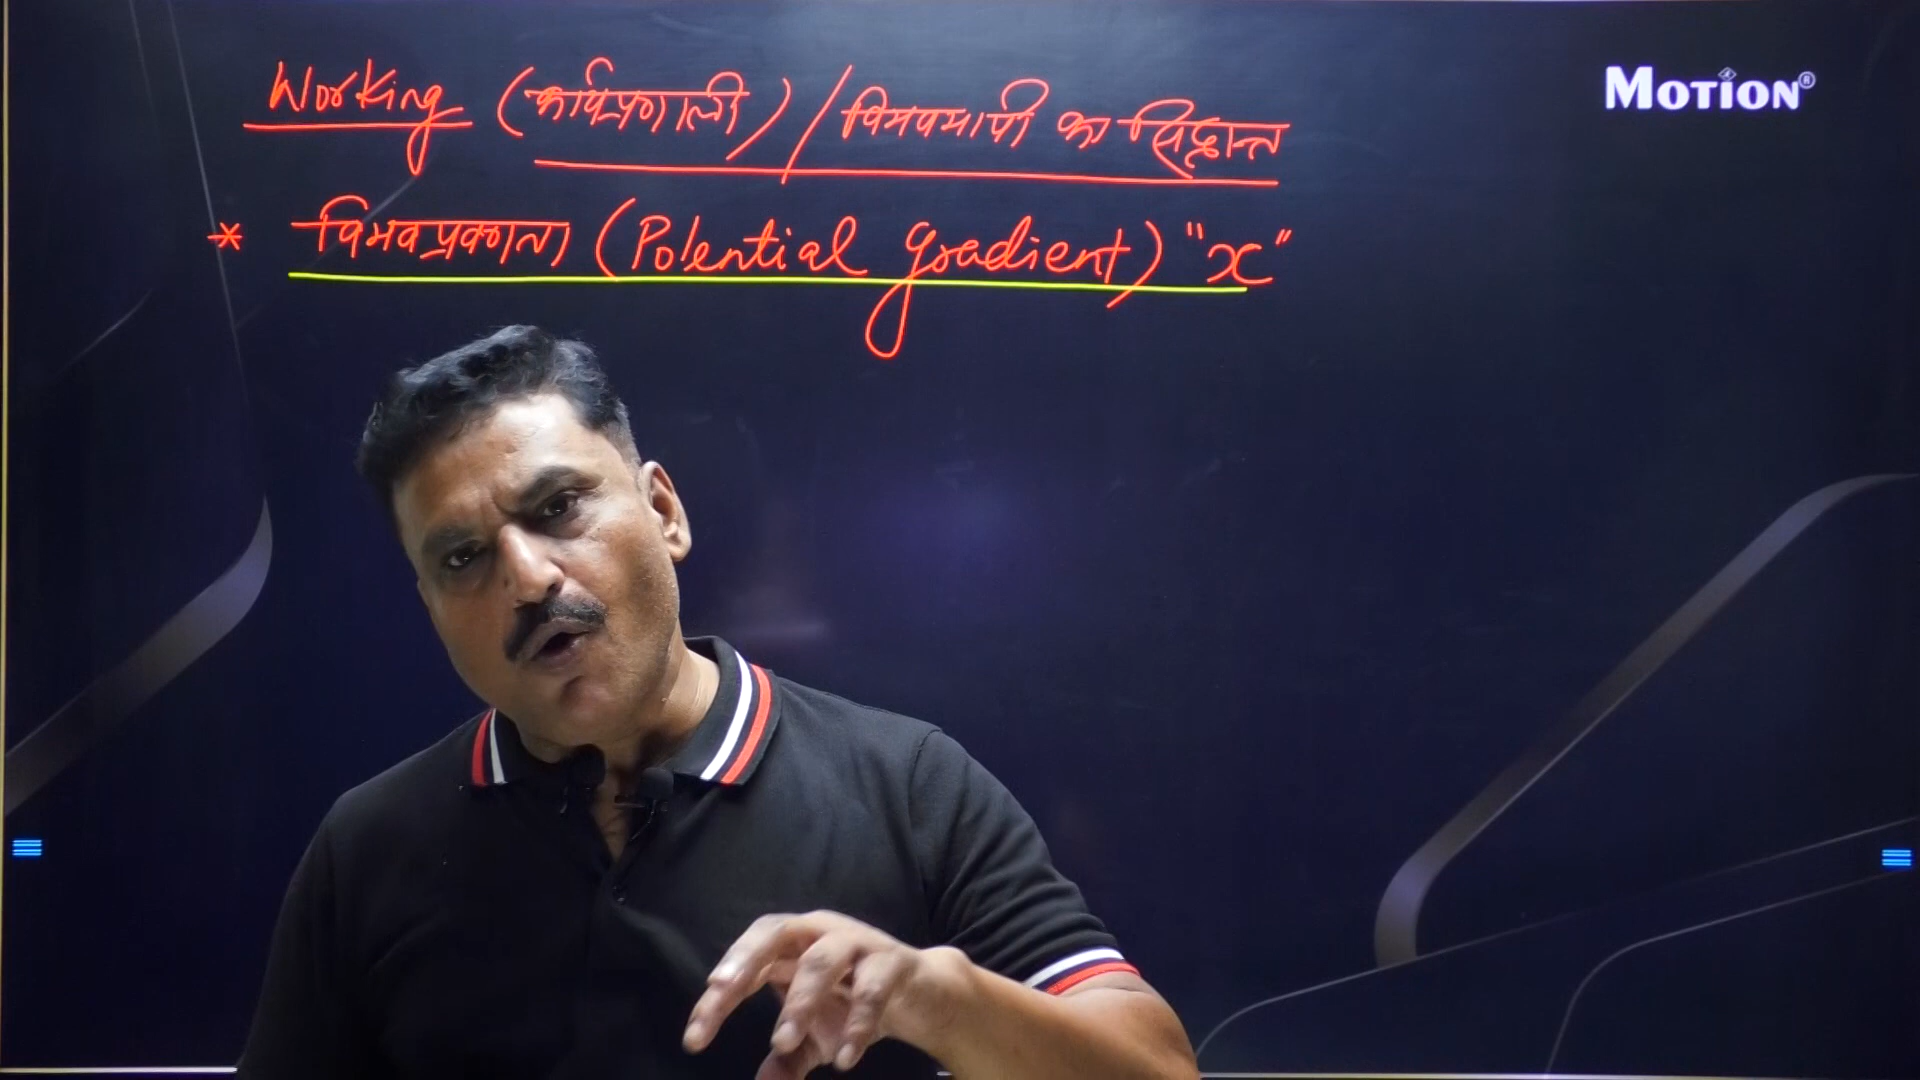 Working (कार्यप्रणाली) / विभवमापी का सिद्धान्त
MOTION®
* विभवप्रवणता (Potential gradient) "x"